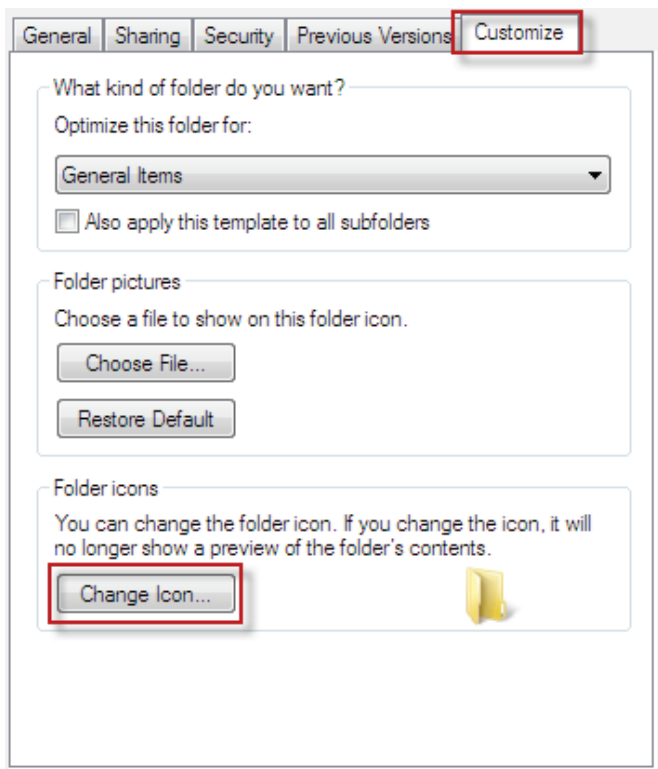 General Sharing Security Previous Versions Customize
What kind of folder do you want?
Optimize this folder for:
General Items
Also apply this template to all subfolders
Folder pictures
Choose a file to show on this folder icon.
Choose File...
Restore Default
Folder icons
You can change the folder icon. If you change the icon, it will
no longer show a preview of the folder's contents.
Change Icon...